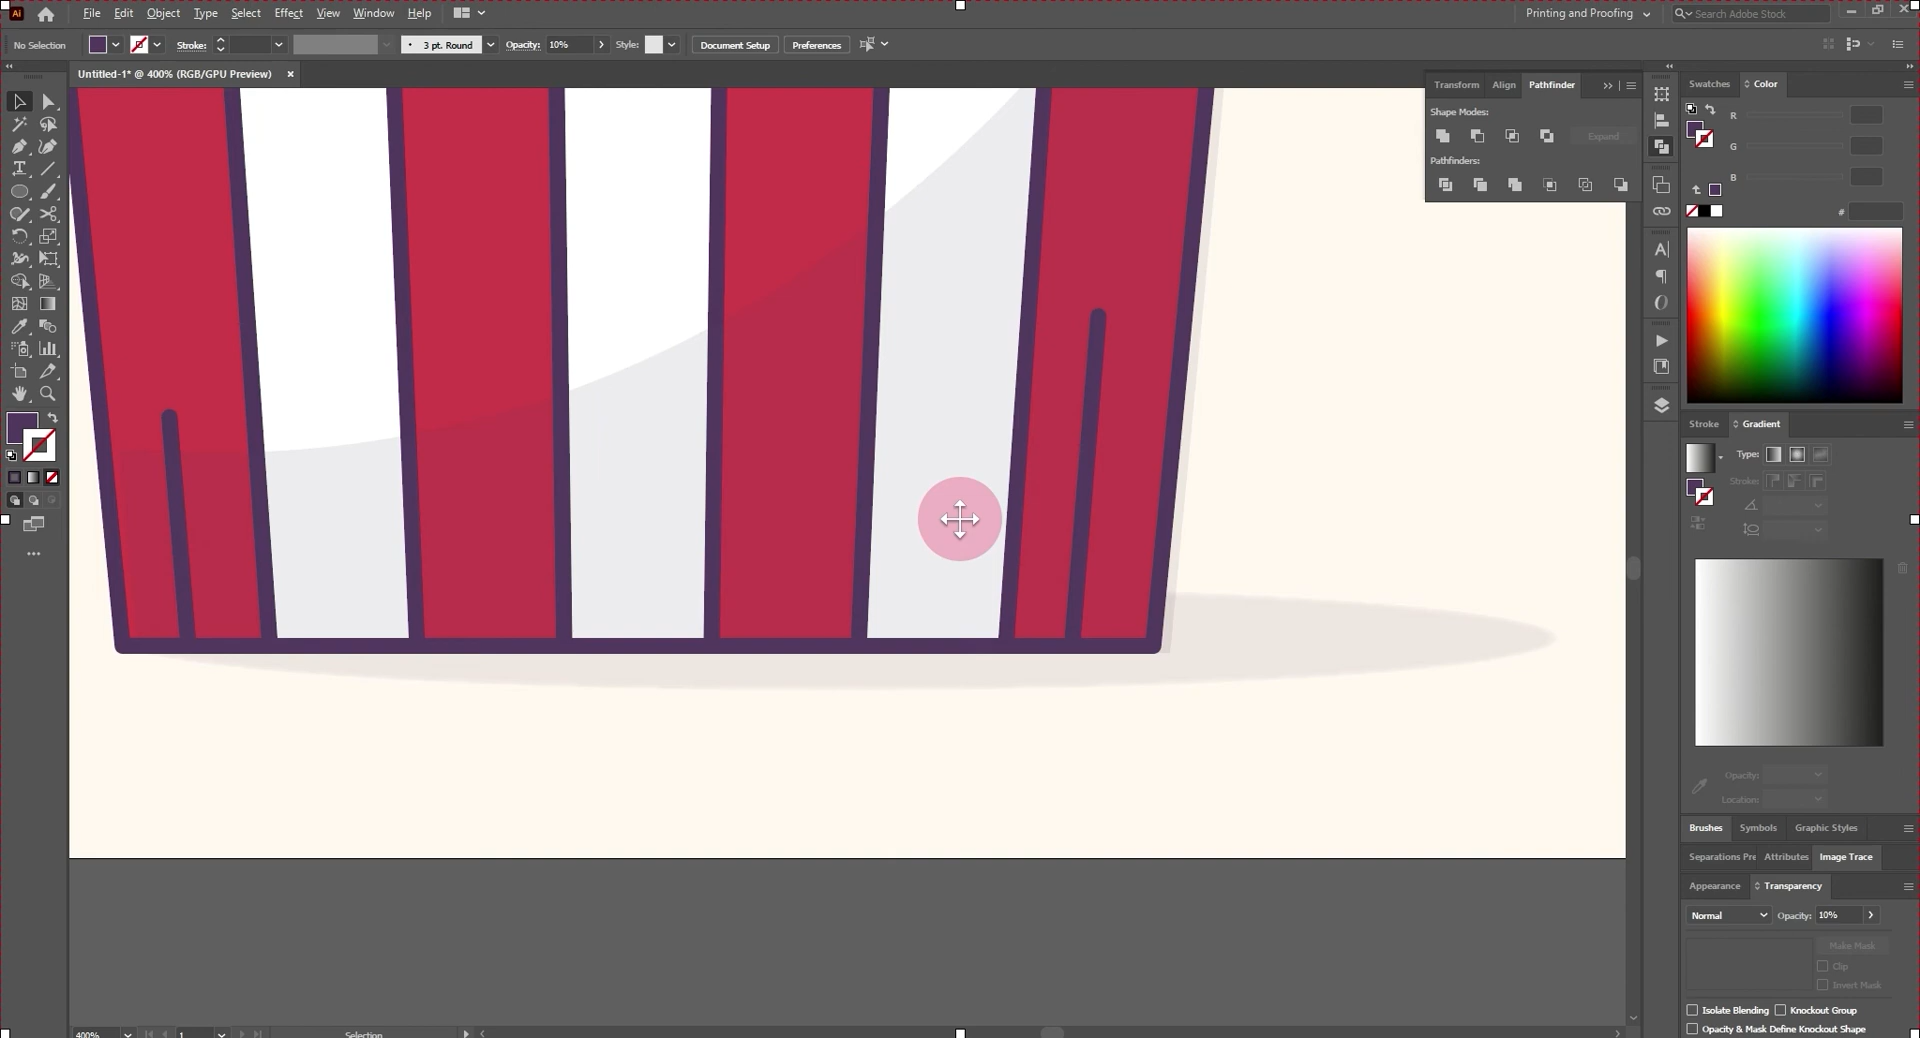 Ai File Edit Object Type Select Effect View Window Help Printing and Proofing Search Adobe Stock
No Selection Stroke: 3 pt. Round Opacity: 10% Style: Document Setup Preferences
Untitled-1* @ 400% (RGB/GPU Preview)
Transform Align Pathfinder
Shape Modes:
Expand
Pathfinders:
Swatches Color
R
G
B
#
Stroke Gradient
Type:
Stroke:
Opacity:
Location:
Brushes Symbols Graphic Styles
Separations Pre Attributes Image Trace
Appearance Transparency
Normal Opacity: 10%
Make Mask
Clip
Invert Mask
Isolate Blending Knockout Group
Opacity & Mask Define Knockout Shape
400% 1 Selection